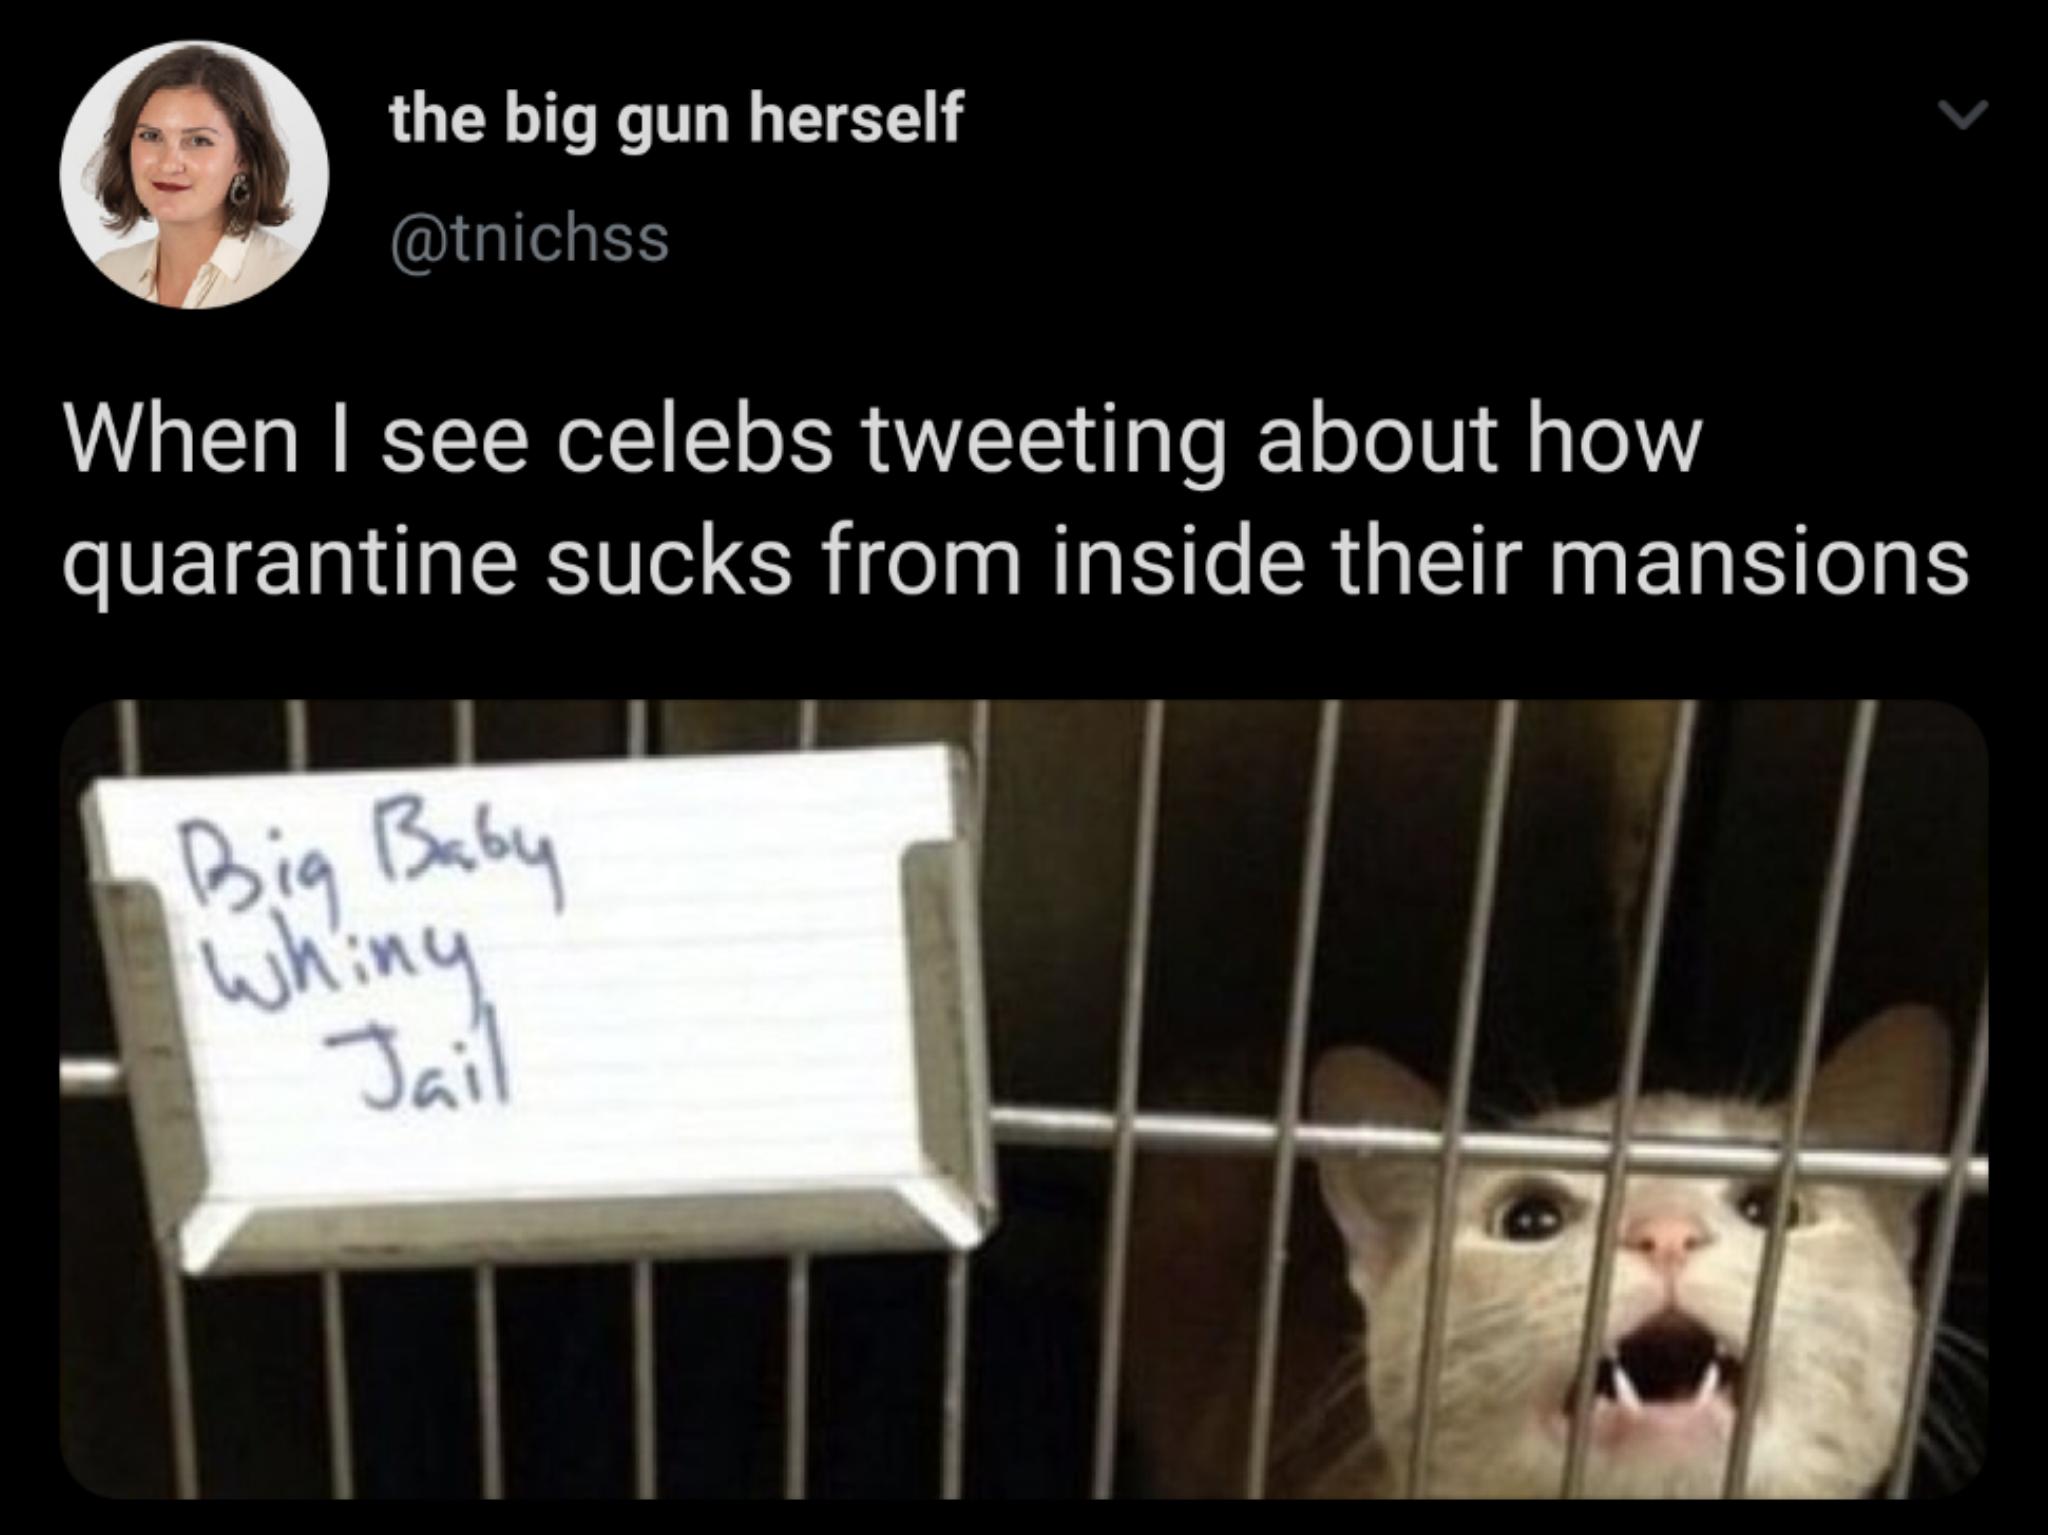 the big gun herself
@tnichss
When I see celebs tweeting about how
quarantine sucks from inside their mansions
Big Baby
Whiny
Jail